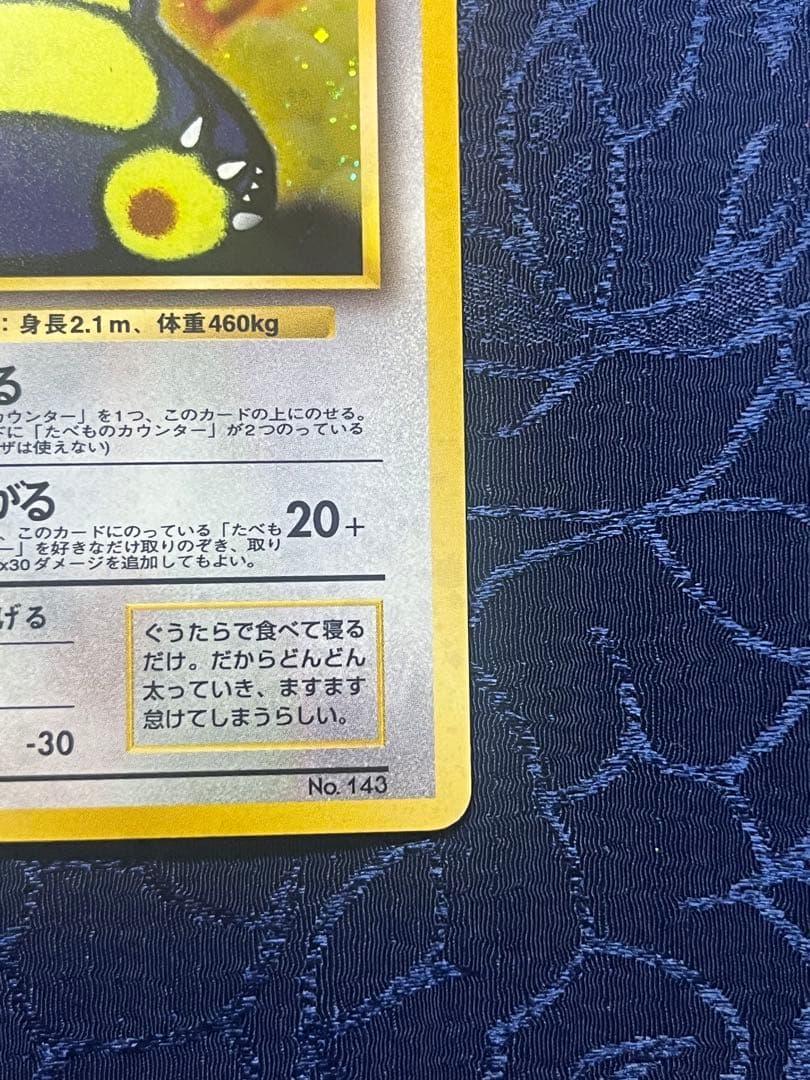 ：身長2.1m、体重460kg
る
カウンター」を1つ、このカードの上にのせる。
ドに「たべものカウンター」が2つのっている
ザは使えない)
がる
20+
、このカードにのっている「たべも
ー」を好きなだけ取りのぞき、取り
x30ダメージを追加してもよい。
げる
ぐうたらで食べて寝る
だけ。だからどんどん
太っていき、ますます
怠けてしまうらしい。
-30
No. 143